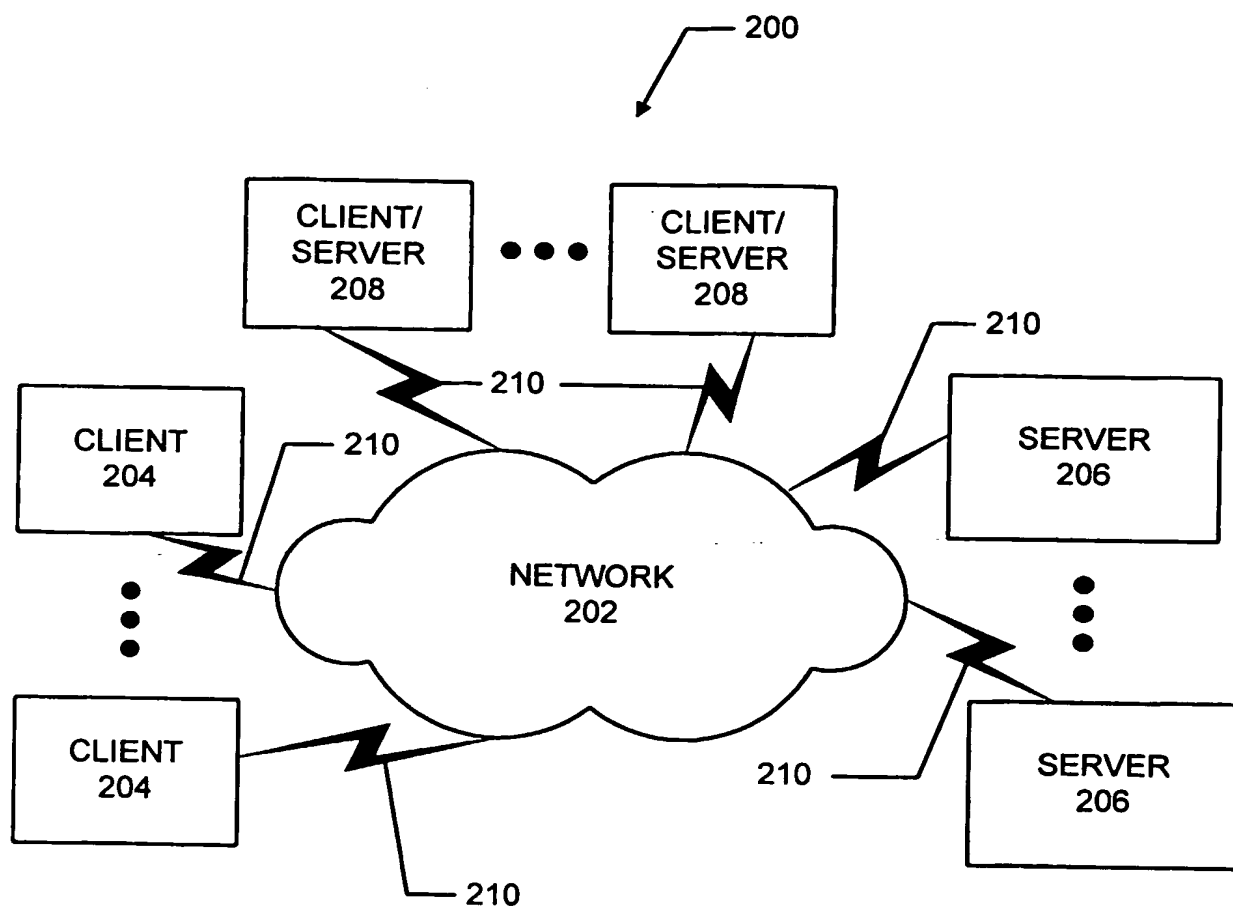 200
CLIENT/
SERVER
208
CLIENT/
SERVER
208
210
210
CLIENT
204
210
SERVER
206
NETWORK
202
CLIENT
204
210
SERVER
206
210